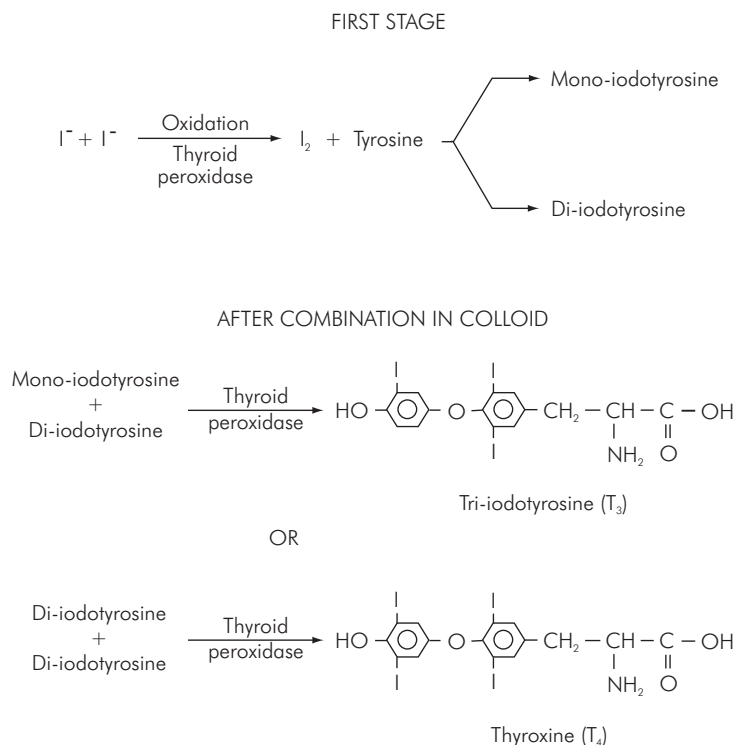 FIRST STAGE
Mono-iodotyrosine
I⁻ + I⁻ Oxidation I₂ + Tyrosine
Thyroid
peroxidase
Di-iodotyrosine
AFTER COMBINATION IN COLLOID
Mono-iodotyrosine
+
Di-iodotyrosine
Thyroid
peroxidase
I I
HO O CH₂ CH C OH
I NH₂ O
Tri-iodotyrosine (T₃)
OR
Di-iodotyrosine
+
Di-iodotyrosine
Thyroid
peroxidase
I I
HO O CH₂ CH C OH
I I NH₂ O
Thyroxine (T₄)